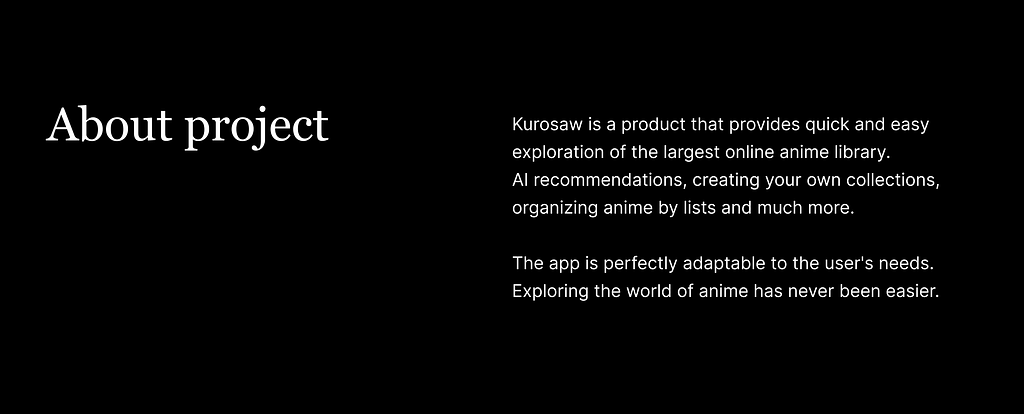 About project
Kurosaw is a product that provides quick and easy
exploration of the largest online anime library.
AI recommendations, creating your own collections,
organizing anime by lists and much more.
The app is perfectly adaptable to the user's needs.
Exploring the world of anime has never been easier.